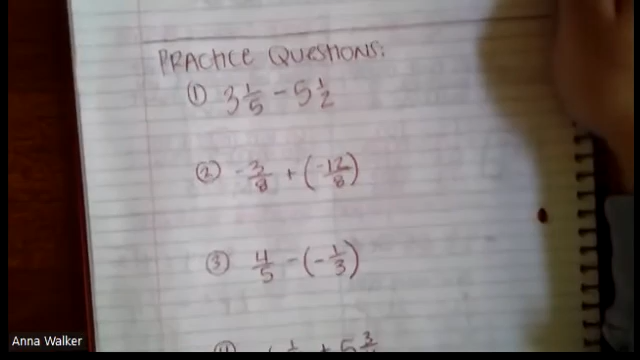 PRACTICE QUESTIONS:
① 3 1/5 - 5 1/2
② -3/8 + (-12/8)
③ 4/5 - (-1/3)
Anna Walker